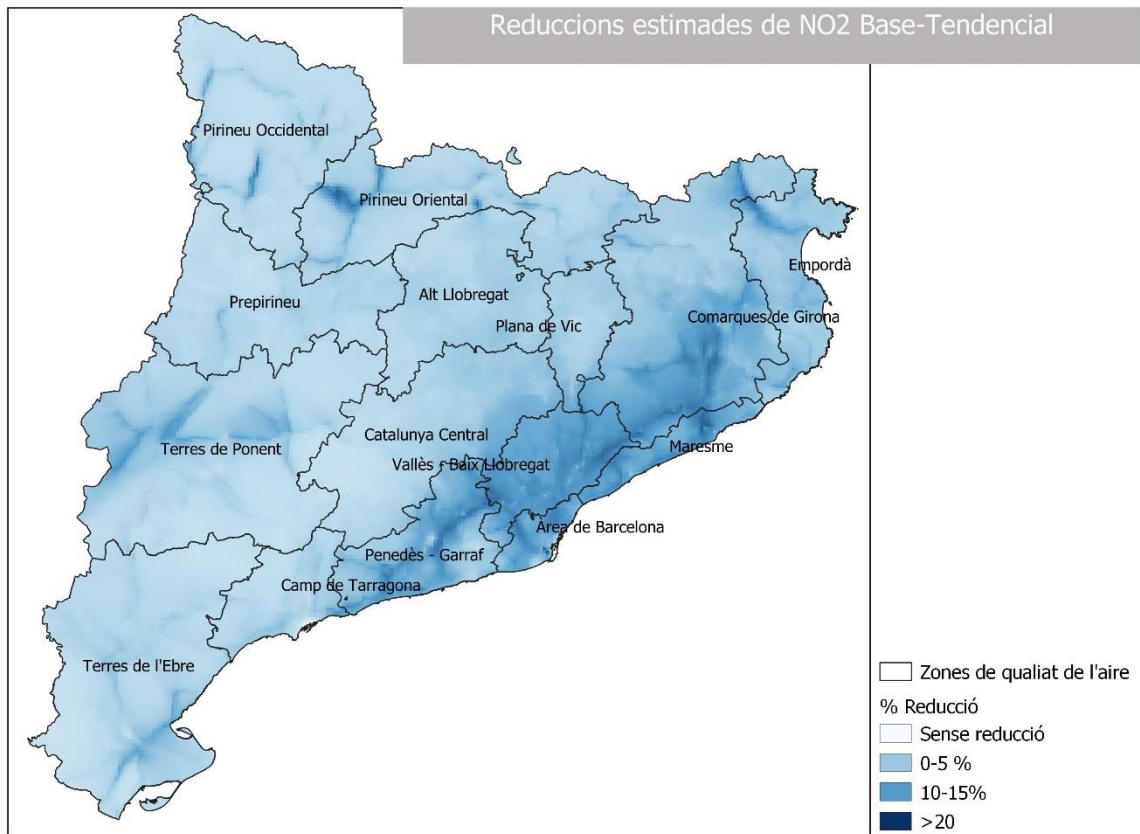 Reduccions estimades de NO2 Base-Tendencial
Pirineu Occidental
Pirineu Oriental
Empordà
Prepirineu
Alt Llobregat
Plana de Vic
Comarques de Girona
Catalunya Central
Terres de Ponent
Maresme
Vallès - Baix Llobregat
Àrea de Barcelona
Penedès - Garraf
Camp de Tarragona
Terres de l'Ebre
Zones de qualiat de l'aire
% Reducció
Sense reducció
0-5 %
10-15%
>20